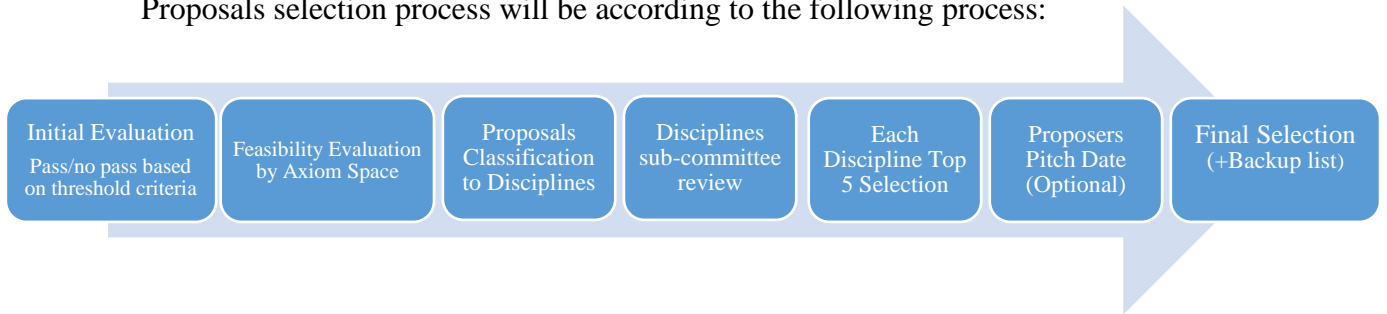 Proposals selection process will be according to the following process:
Initial Evaluation
Pass/no pass based
on threshold criteria
Feasibility Evaluation
by Axiom Space
Proposals
Classification
to Disciplines
Disciplines
sub-committee
review
Each
Discipline Top
5 Selection
Proposers
Pitch Date
(Optional)
Final Selection
(+Backup list)